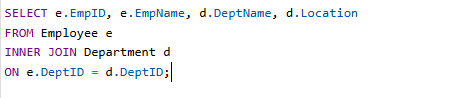 SELECT e.EmpID, e.EmpName, d.DeptName, d.Location
FROM Employee e
INNER JOIN Department d
ON e.DeptID = d.DeptID;